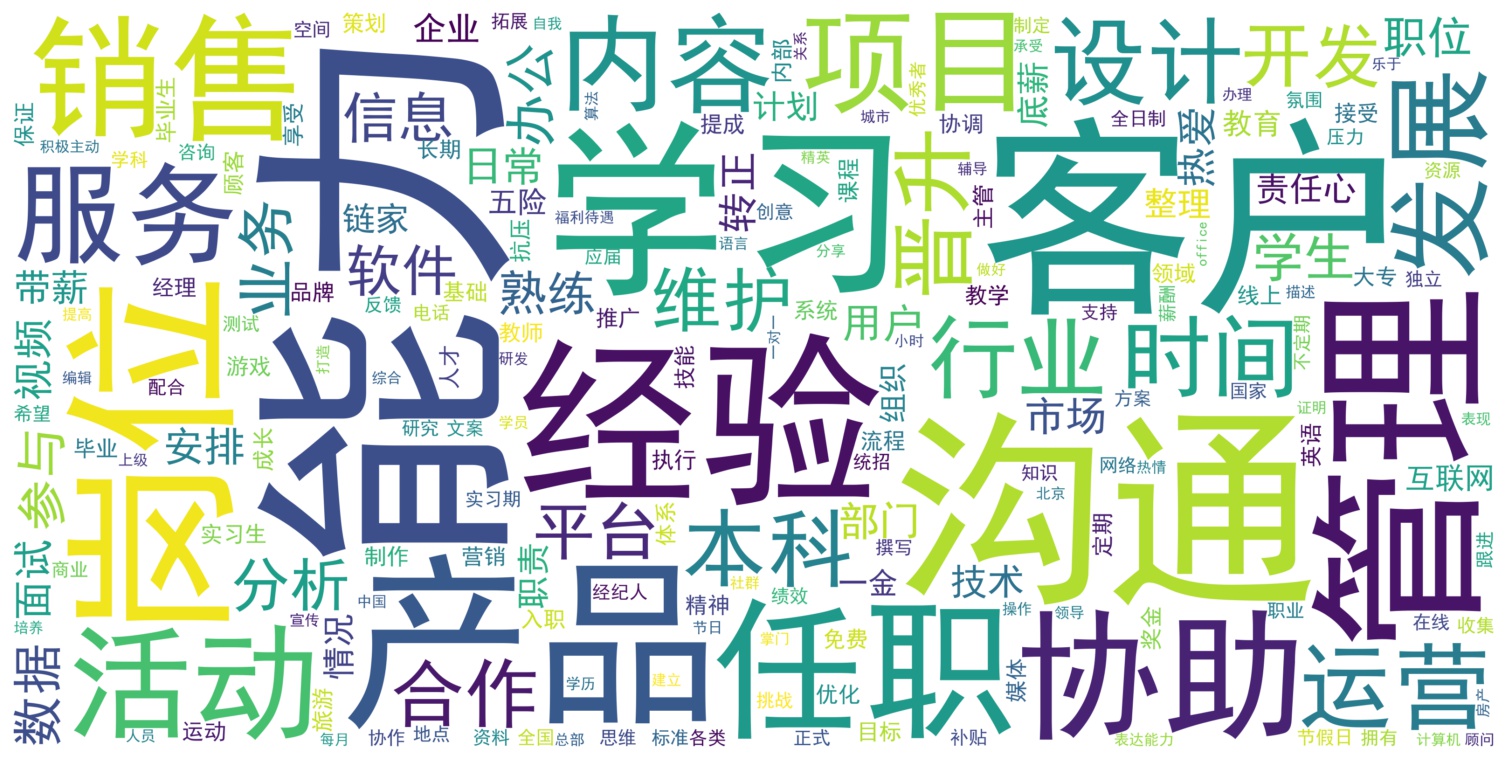 销售
空间
策划
企业
拓展
自我
办公
内容
内部
关系
项目
承受
制定
优秀者
底薪
设计
开发
职位
乐于
保证
毕业生
享受
信息
长期
能力
算法
计划
提成
城市
协调
热爱
办理
全日制
氛围
教育
接受
压力
发展
积极主动
学科
咨询
顾客
服务
业务
链家
日常
五险
抗压
学习
福利待遇
应届
转正
语言
创意
精英
课程
分享
晋升
辅导
主管
客户
责任心
整理
资源
学生
office
带薪
经理
品牌
软件
反馈
电话
基础
熟练
推广
维护
系统
一对一
用户
小时
做好
教学
领域
薪酬
支持
线上
描述
大专
独立
不定期
视频
提高
岗位
测试
游戏
打造
编辑
配合
综合
人才
教师
研发
经验
技能
组织
行业
时间
国家
管理
希望
参与
毕业
上级
安排
成长
研究
文案
学员
执行
统招
流程
市场
方案
沟通
证明
英语
表现
知识
网络
热情
北京
互联网
实习期
实习生
面试
商业
分析
制作
营销
平台
体系
本科
部门
撰写
定期
跟进
培养
中国
职责
产品
经纪人
社群
精神
绩效
一金
技术
操作
领导
职业
在线
收集
数据
活动
宣传
情况
入职
节日
任职
掌门
免费
协助
奖金
运营
旅游
合作
学历
建立
挑战
优化
媒体
房产
人员
运动
每月
协作
地点
资料
全国
总部
思维
标准
各类
正式
目标
补贴
表达能力
节假日
拥有
计算机
顾问